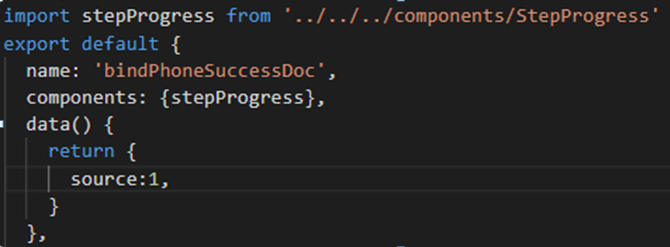 import stepProgress from '../../../components/StepProgress'
export default {
  name: 'bindPhoneSuccessDoc',
  components: {stepProgress},
  data() {
    return {
      source:1,
    }
  },